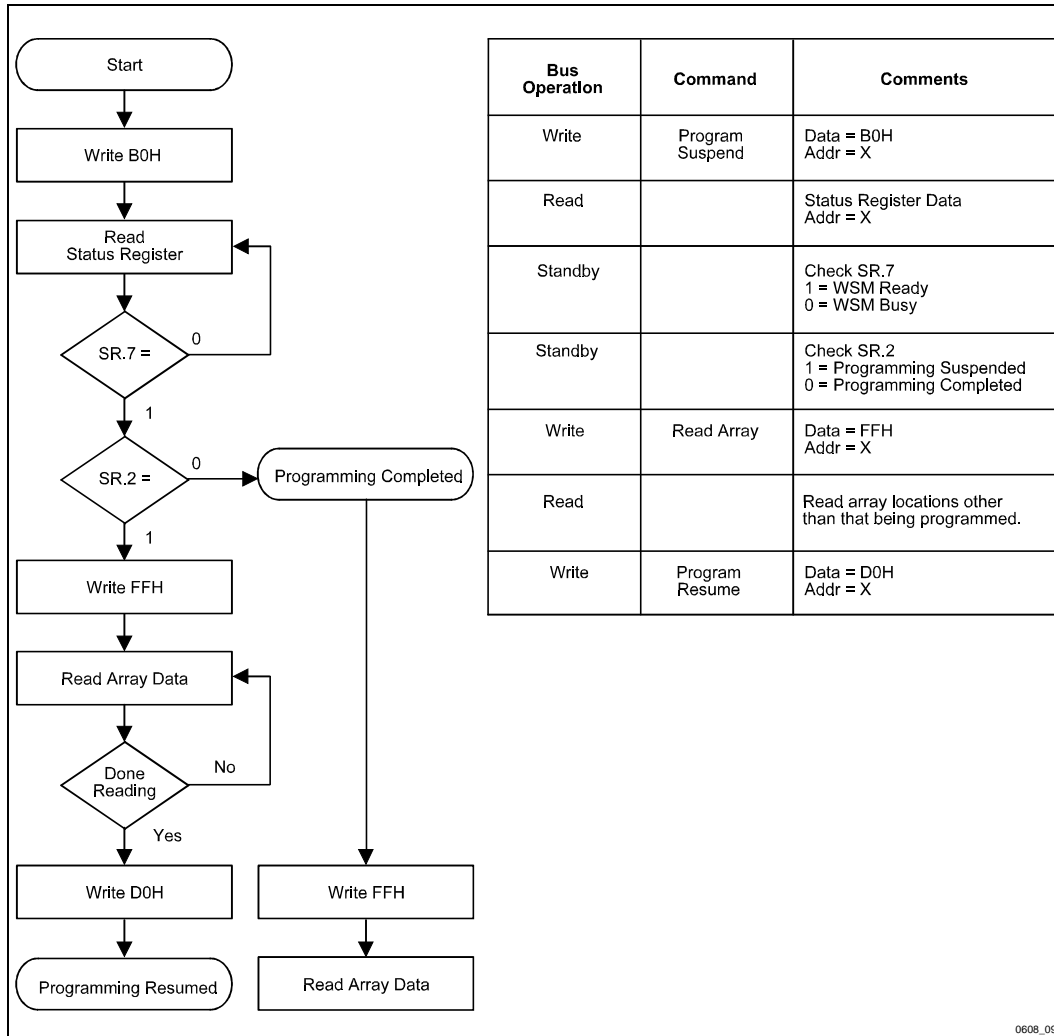 Start
Write B0H
Read
Status Register
0
SR.7 =
1
0
SR.2 =
Programming Completed
1
Write FFH
Read Array Data
Done
Reading
No
Yes
Write D0H
Write FFH
Programming Resumed
Read Array Data
Bus
Operation
Command
Comments
Write
Program
Suspend
Data = B0H
Addr = X
Read
Status Register Data
Addr = X
Standby
Check SR.7
1 = WSM Ready
0 = WSM Busy
Standby
Check SR.2
1 = Programming Suspended
0 = Programming Completed
Write
Read Array
Data = FFH
Addr = X
Read
Read array locations other
than that being programmed.
Write
Program
Resume
Data = D0H
Addr = X
0608_09